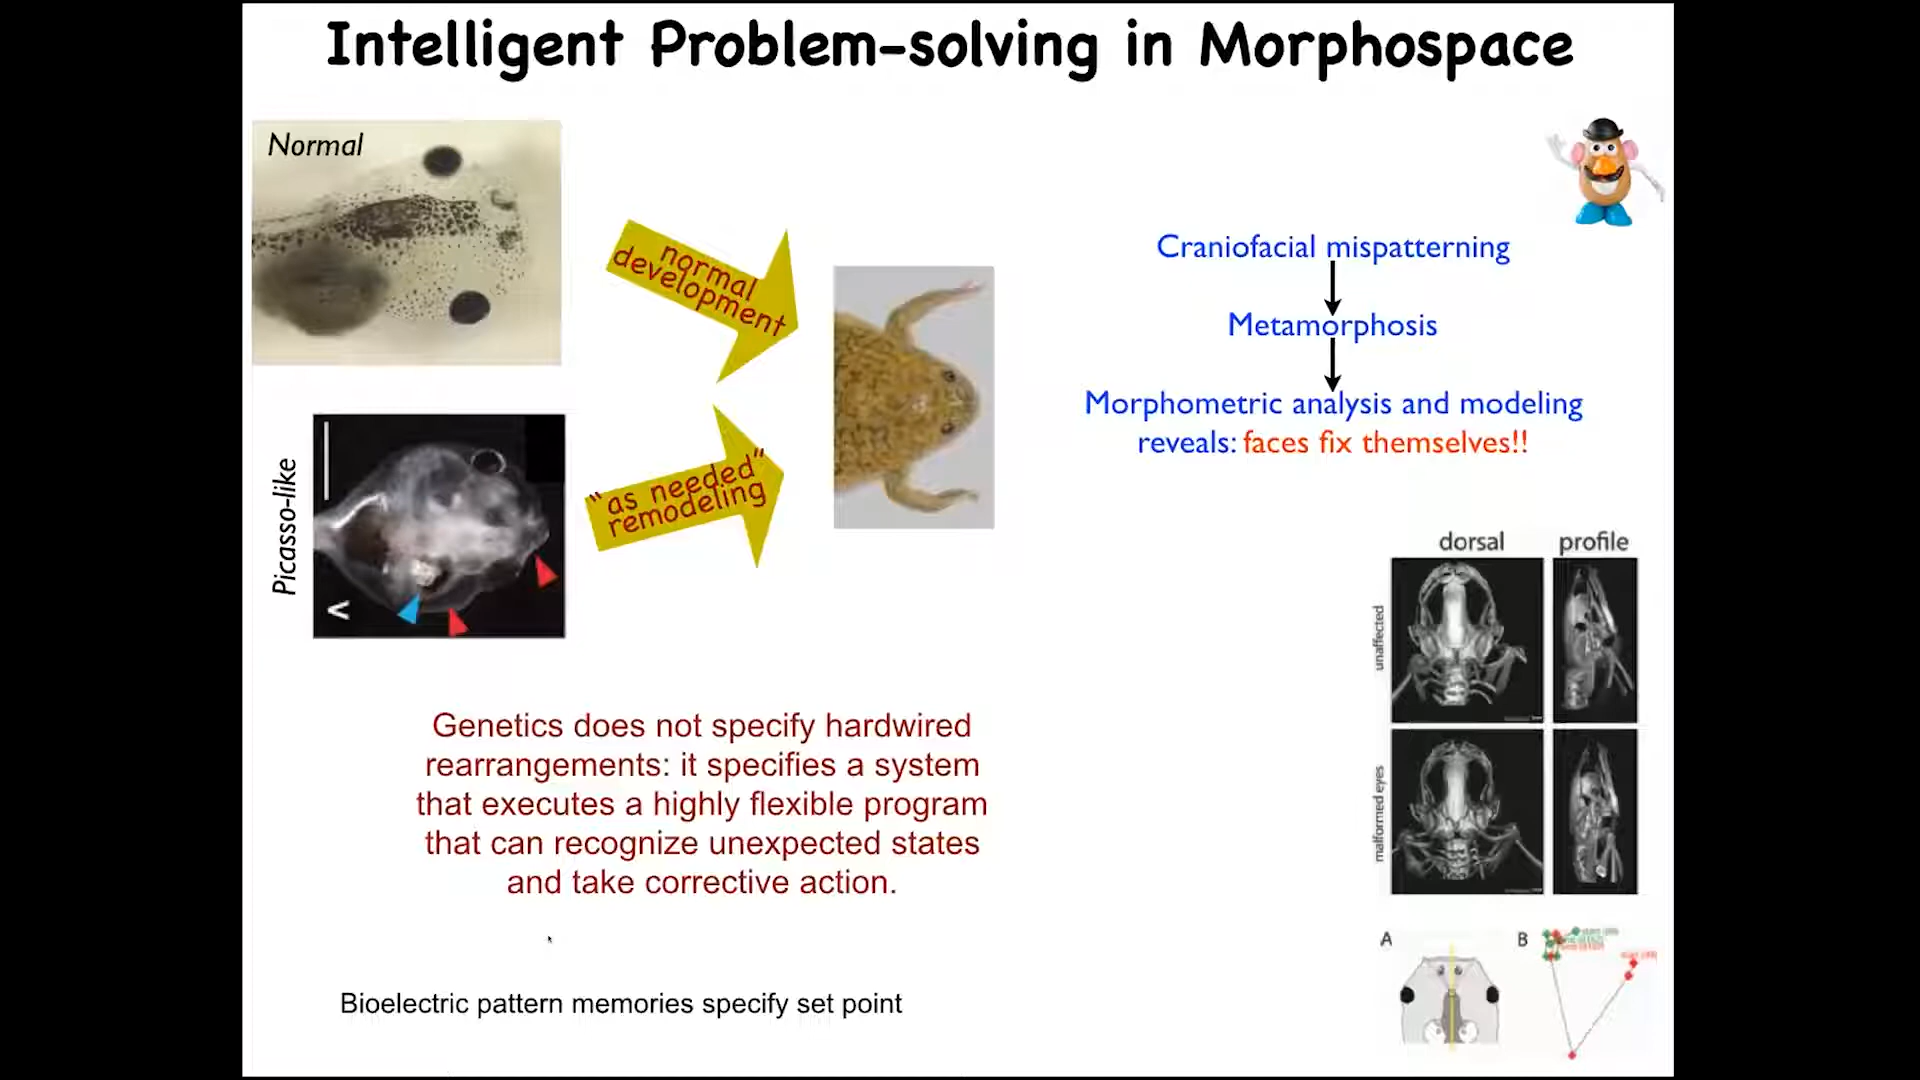 Intelligent Problem-solving in Morphospace
Normal
normal
development
Picasso-like
"as needed"
remodeling
<
Craniofacial mispatterning
Metamorphosis
Morphometric analysis and modeling
reveals: faces fix themselves!!
dorsal profile
unaffected
malformed eyes
Genetics does not specify hardwired
rearrangements: it specifies a system
that executes a highly flexible program
that can recognize unexpected states
and take corrective action.
Bioelectric pattern memories specify set point
A B